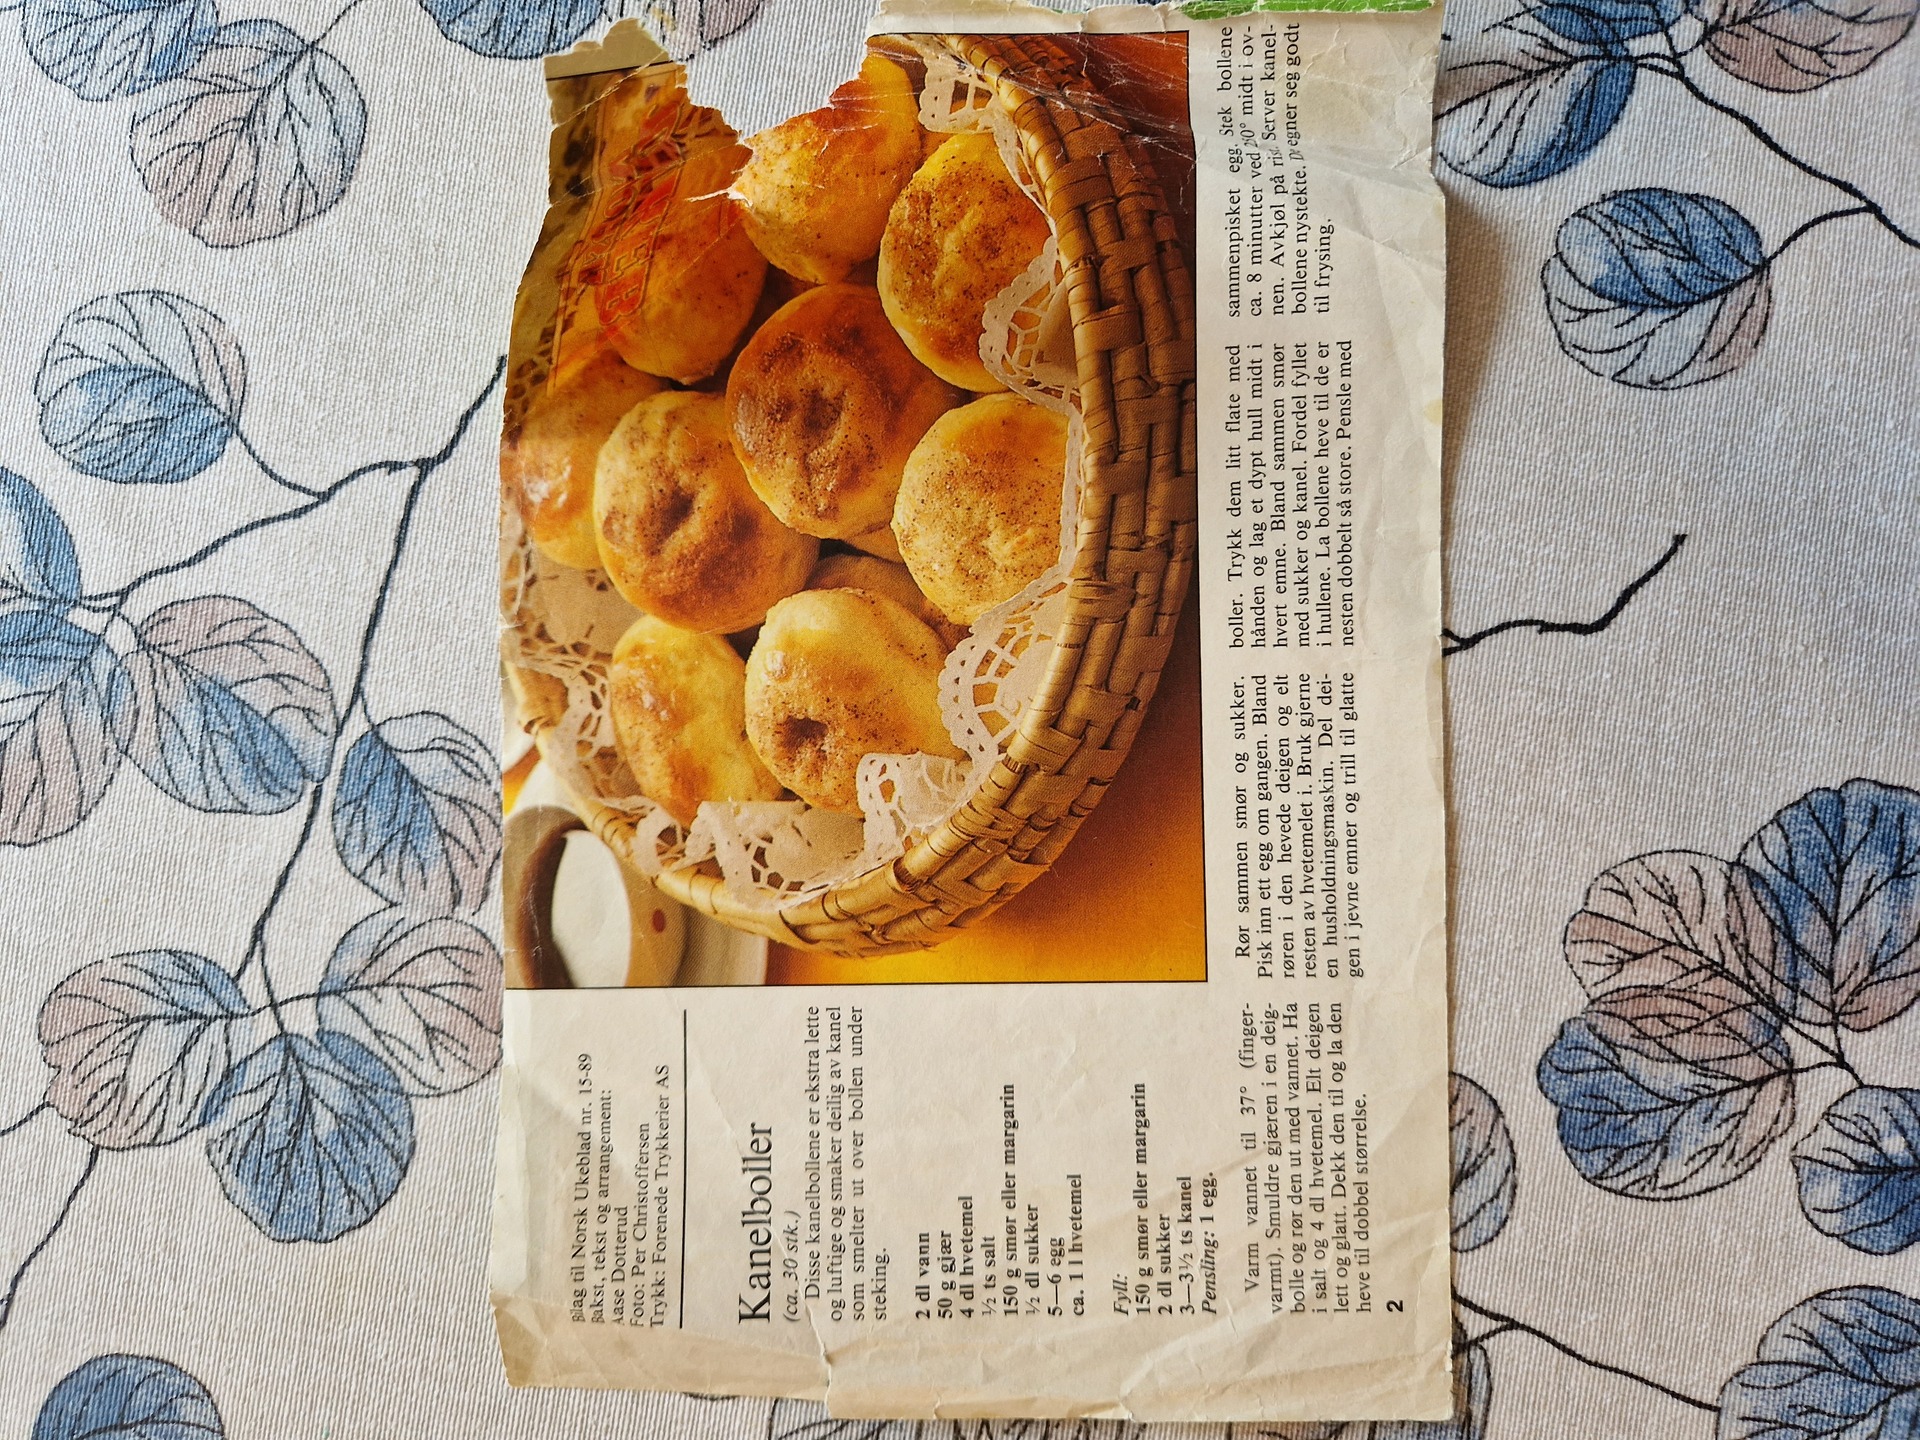 Bilag til Norsk Ukeblad nr. 15-89
Bakst, tekst og arrangement:
Aase Dotterud
Foto: Per Christoffersen
Trykk: Forenede Trykkerier AS
Kanelboller
(ca. 30 stk.)
Disse kanelbollene er ekstra lette
og luftige og smaker deilig av kanel
som smelter ut over bollen under
steking.
2 dl vann
50 g gjær
4 dl hvetemel
½ ts salt
150 g smør eller margarin
½ dl sukker
5—6 egg
ca. 1 l hvetemel
Fyll:
150 g smør eller margarin
2 dl sukker
3—3½ ts kanel
Pensling: 1 egg.
Varm vannet til 37° (finger-
varmt). Smuldre gjæren i en deig-
bolle og rør den ut med vannet. Ha
i salt og 4 dl hvetemel. Elt deigen
lett og glatt. Dekk den til og la den
heve til dobbel størrelse.
Rør sammen smør og sukker.
Pisk inn ett egg om gangen. Bland
røren i den hevede deigen og elt
resten av hvetemelet i. Bruk gjerne
en husholdningsmaskin. Del dei-
gen i jevne emner og trill til glatte
boller. Trykk dem litt flate med
hånden og lag et dypt hull midt i
hvert emne. Bland sammen smør
med sukker og kanel. Fordel fyllet
i hullene. La bollene heve til de er
nesten dobbelt så store. Pensle med
sammenpisket egg. Stek bollene
ca. 8 minutter ved midt i ov-
nen. Avkjøl på rist. Server kanel-
bollene nystekte. De egner seg godt
til frysing.
2